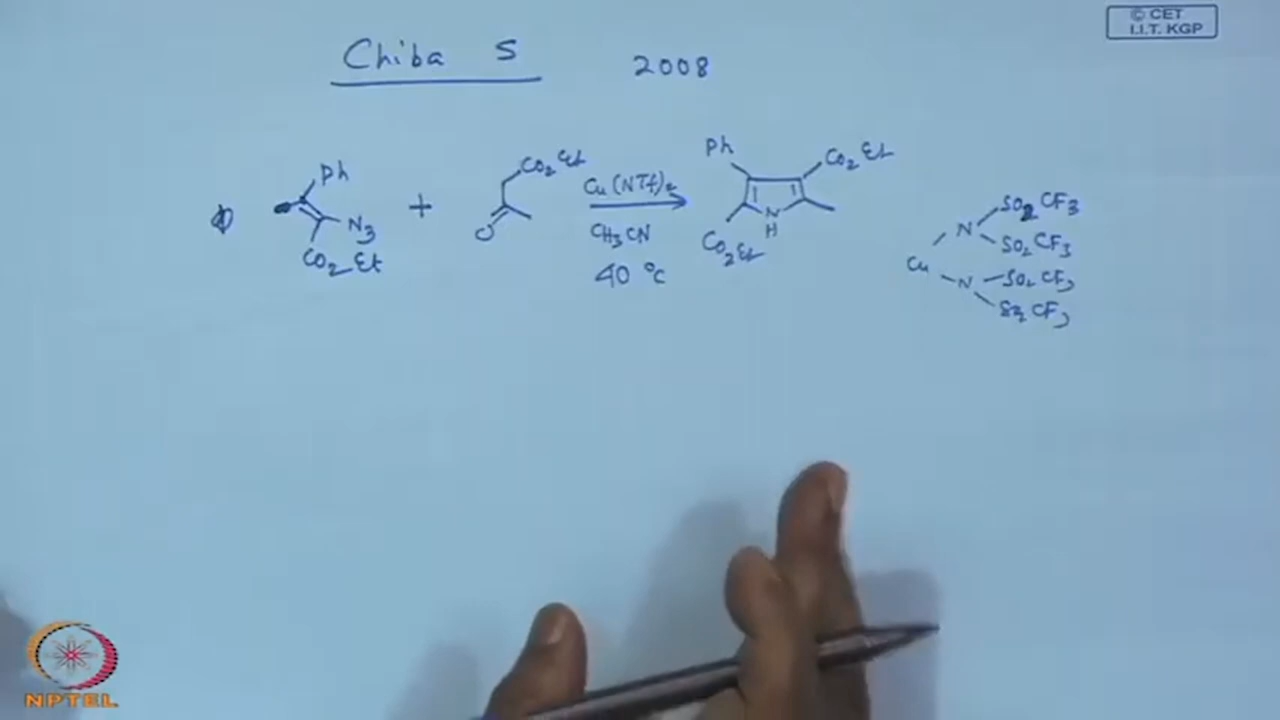 © CET
I.I.T. KGP
Chiba S 2008
Ph
N3
CO2Et
+
CO2Et
O
Cu(NTf)2
CH3CN
40 °C
Ph
CO2Et
N
H
CO2Et
Cu
N
SO2CF3
SO2CF3
N
SO2CF3
SO2CF3
NPTEL